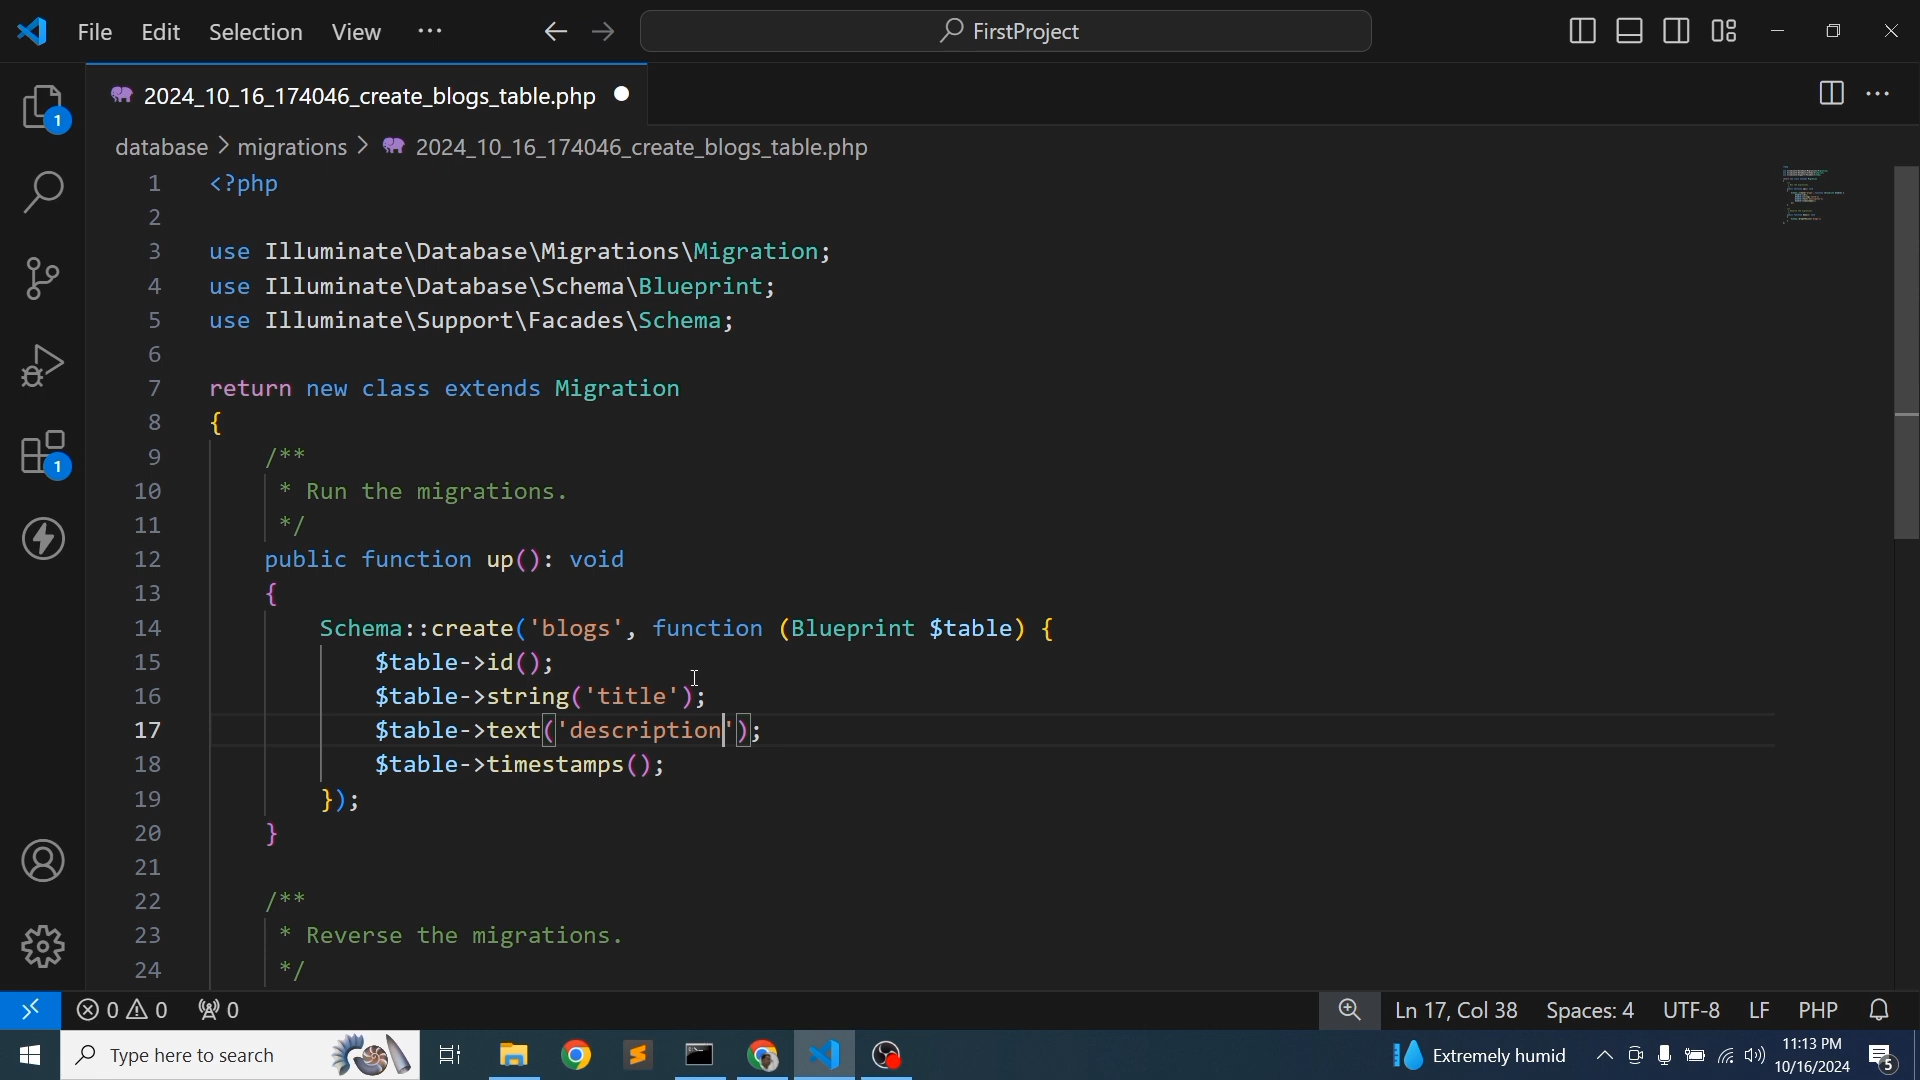 File Edit Selection View ···
FirstProject
2024_10_16_174046_create_blogs_table.php
database > migrations > 2024_10_16_174046_create_blogs_table.php
1 <?php
2
3 use Illuminate\Database\Migrations\Migration;
4 use Illuminate\Database\Schema\Blueprint;
5 use Illuminate\Support\Facades\Schema;
6
7 return new class extends Migration
8 {
9 /**
10 * Run the migrations.
11 */
12 public function up(): void
13 {
14 Schema::create('blogs', function (Blueprint $table) {
15 $table->id();
16 $table->string('title');
17 $table->text('description');
18 $table->timestamps();
19 });
20 }
21
22 /**
23 * Reverse the migrations.
24 */
1
1
0 0 0 Ln 17, Col 38 Spaces: 4 UTF-8 LF PHP
Type here to search
Extremely humid
11:13 PM
10/16/2024
5